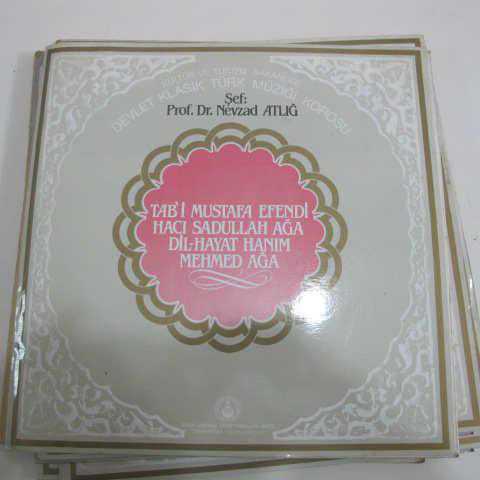 KÜLTÜR VE TURİZM BAKANLIĞI
DEVLET KLASİK TÜRK MÜZİĞİ KOROSU
Şef:
Prof. Dr. Nevzad ATLIĞ
TAB'İ MUSTAFA EFENDİ
HACI SADULLAH AĞA
DİL-HAYAT HANIM
MEHMED AĞA